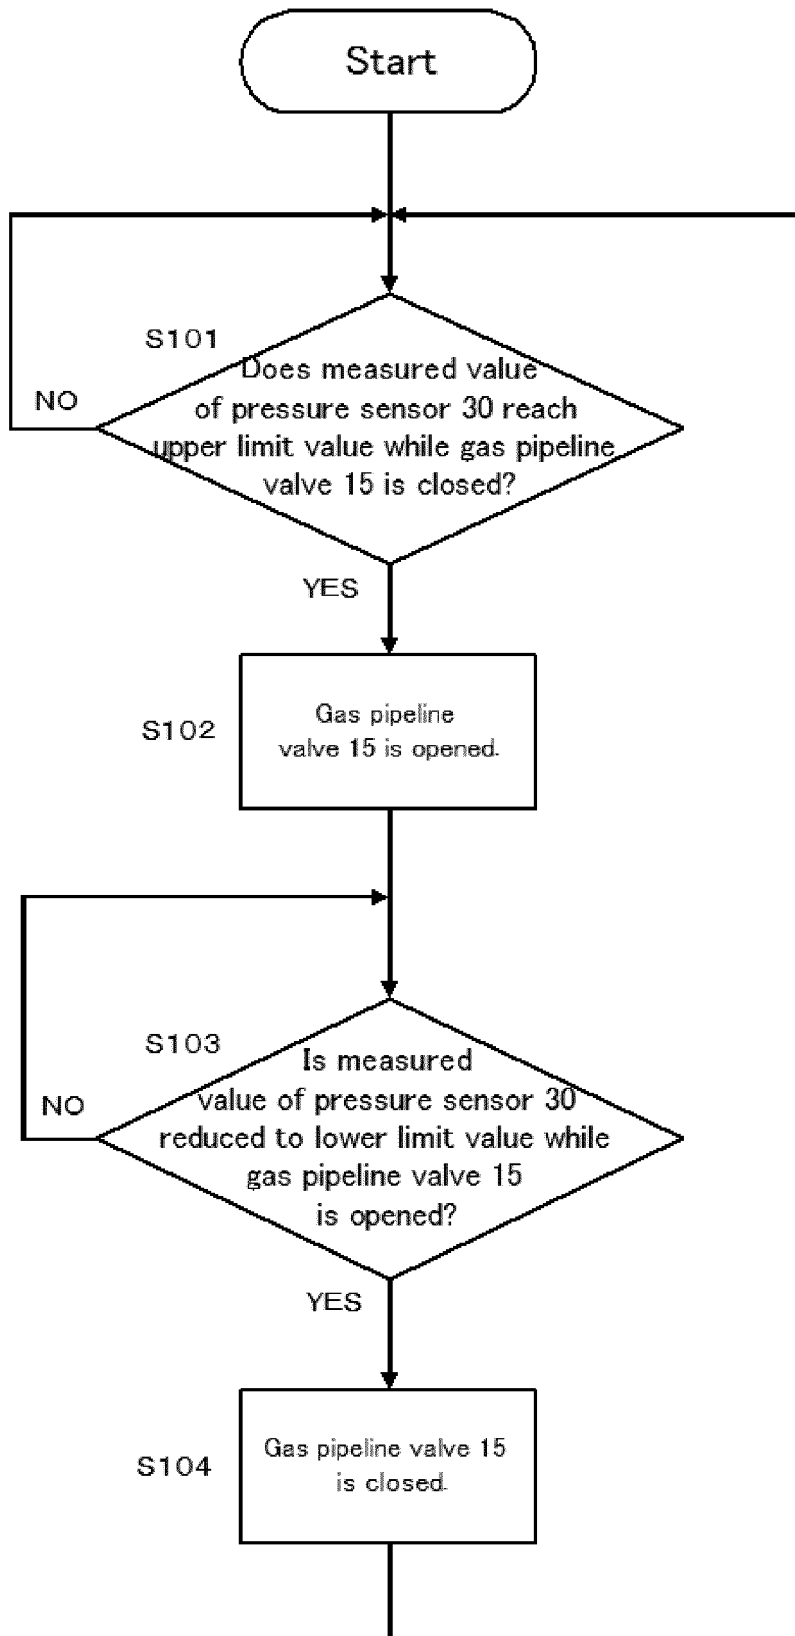 Start
S101
NO
Does measured value
of pressure sensor 30 reach
upper limit value while gas pipeline
valve 15 is closed?
YES
S102
Gas pipeline
valve 15 is opened.
S103
NO
Is measured
value of pressure sensor 30
reduced to lower limit value while
gas pipeline valve 15
is opened?
YES
S104
Gas pipeline valve 15
is closed.